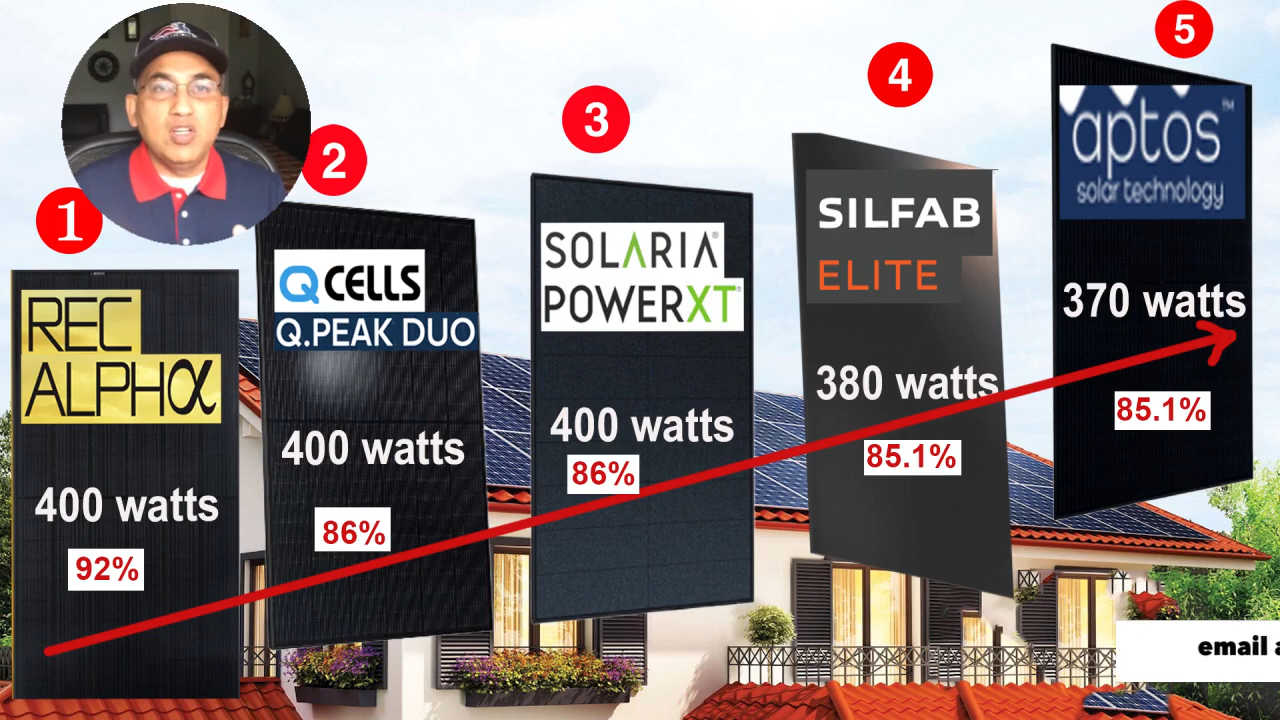 1
REC
ALPHα
400 watts
92%
2
Q CELLS
Q.PEAK DUO
400 watts
86%
3
SOLARIA®
POWERXT®
400 watts
86%
4
SILFAB
ELITE
380 watts
85.1%
5
aptos™
solar technology
370 watts
85.1%
email a